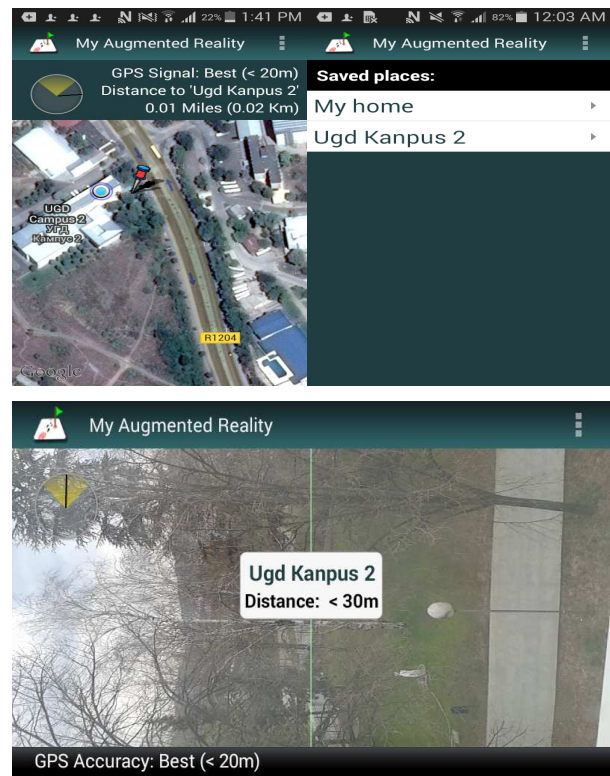 22% 1:41 PM
My Augmented Reality
GPS Signal: Best (< 20m)
Distance to 'Ugd Kanpus 2'
0.01 Miles (0.02 Km)
UGD
Campus 2
УГД
Кампус 2
R1204
Google
82% 12:03 AM
My Augmented Reality
Saved places:
My home
Ugd Kanpus 2
My Augmented Reality
Ugd Kanpus 2
Distance: < 30m
GPS Accuracy: Best (< 20m)